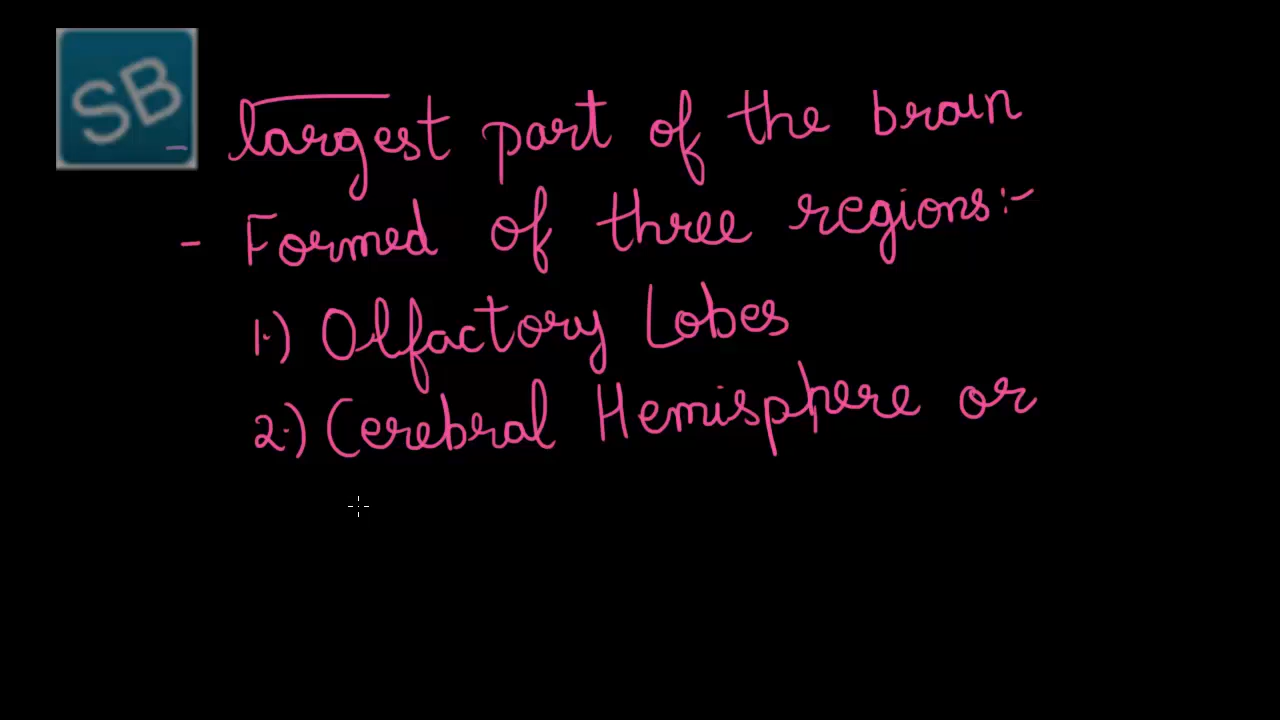 SB
- largest part of the brain
- Formed of three regions:-
1.) Olfactory Lobes
2.) Cerebral Hemisphere or